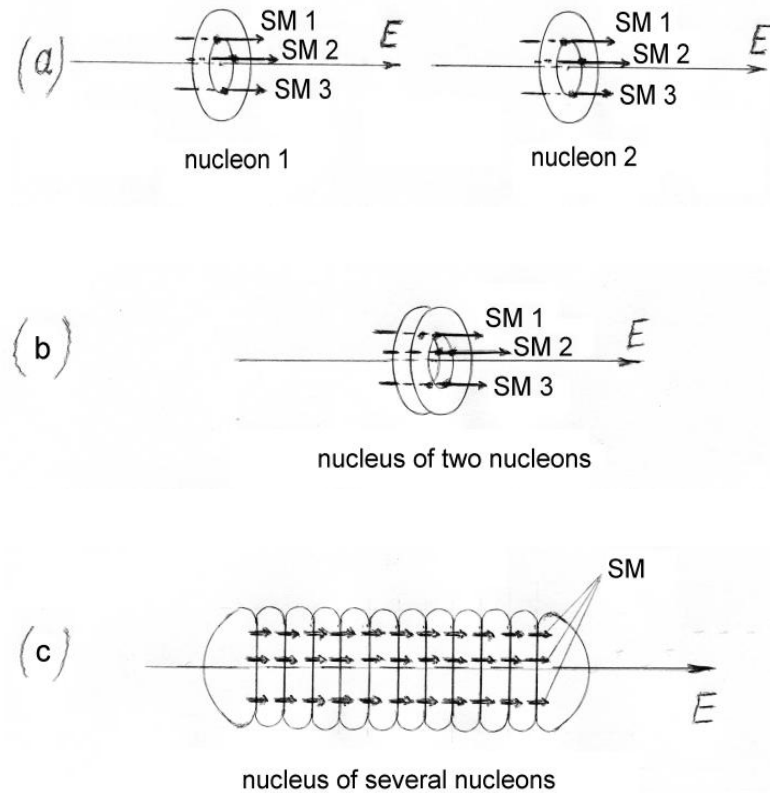 (a)
SM 1
SM 2
SM 3
E
nucleon 1
SM 1
SM 2
SM 3
E
nucleon 2
(b)
SM 1
SM 2
SM 3
E
nucleus of two nucleons
(c)
SM
E
nucleus of several nucleons